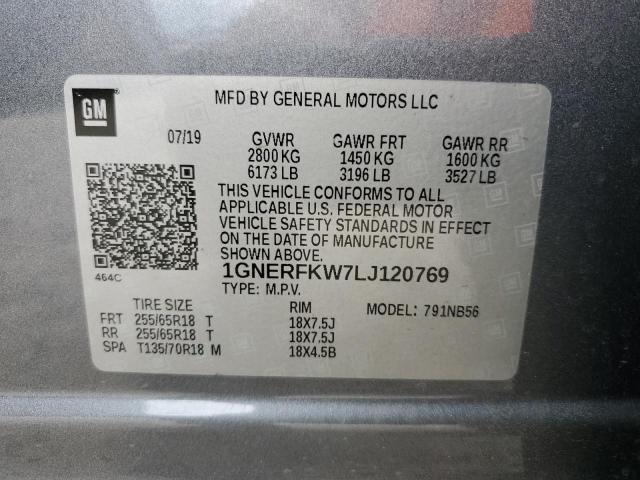 GM
MFD BY GENERAL MOTORS LLC
07/19 GVWR GAWR FRT GAWR RR
2800 KG 1450 KG 1600 KG
6173 LB 3196 LB 3527 LB
THIS VEHICLE CONFORMS TO ALL
APPLICABLE U.S. FEDERAL MOTOR
VEHICLE SAFETY STANDARDS IN EFFECT
ON THE DATE OF MANUFACTURE
SHOWN ABOVE.
464C
1GNERFKW7LJ120769
TYPE: M.P.V.
TIRE SIZE RIM MODEL: 791NB56
FRT 255/65R18 T 18X7.5J
RR 255/65R18 T 18X7.5J
SPA T135/70R18 M 18X4.5B